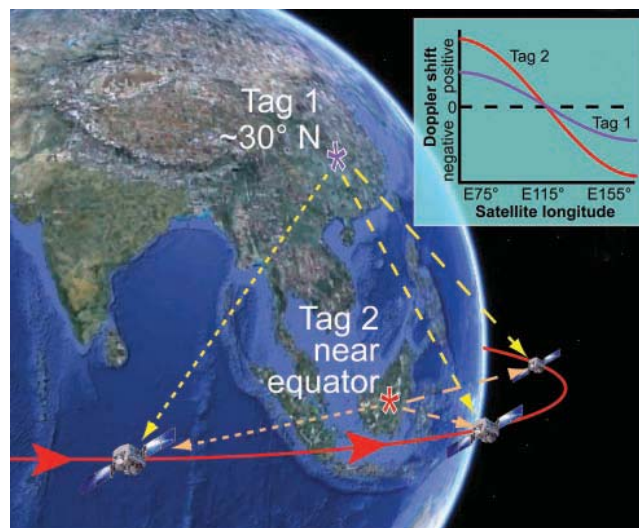 Tag 1
~30° N
Tag 2
near
equator
Doppler shift
negative positive
0
Tag 2
Tag 1
E75° E115° E155°
Satellite longitude